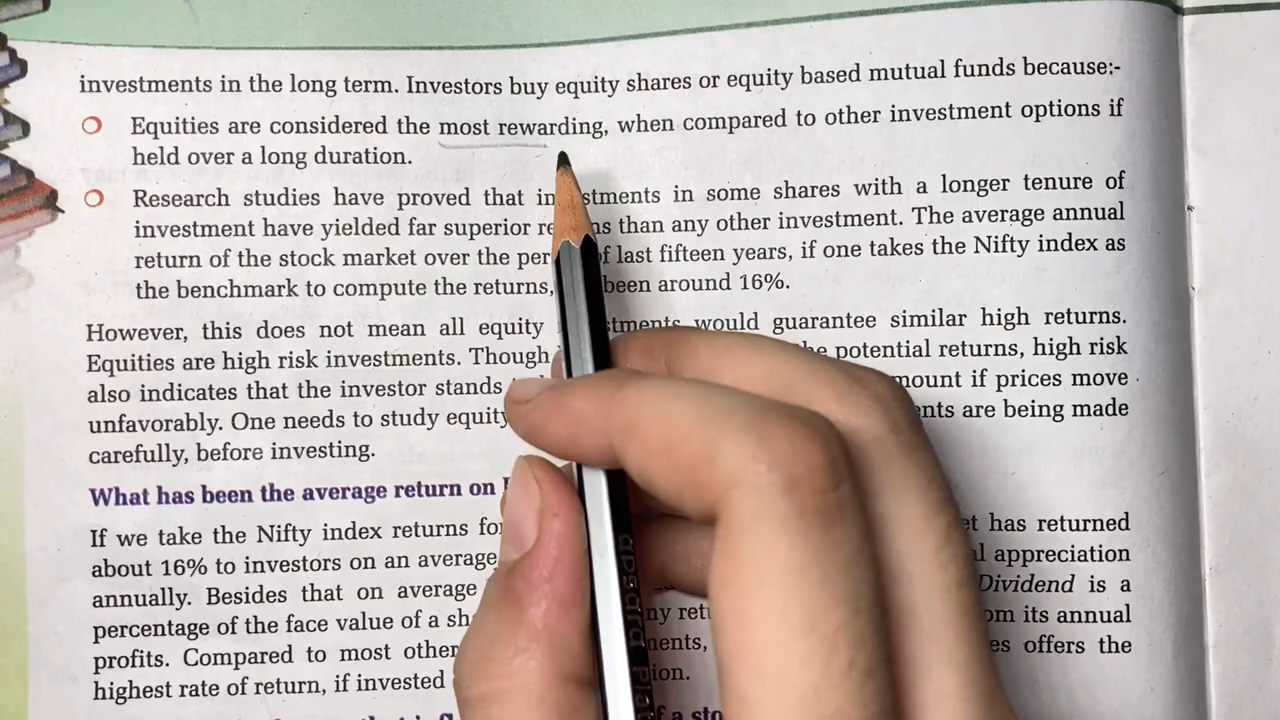 investments in the long term. Investors buy equity shares or equity based mutual funds because:-
Equities are considered the most rewarding, when compared to other investment options if
held over a long duration.
Research studies have proved that in stments in some shares with a longer tenure of
investment have yielded far superior re ns than any other investment. The average annual
return of the stock market over the per f last fifteen years, if one takes the Nifty index as
the benchmark to compute the returns, been around 16%.
However, this does not mean all equity tments would guarantee similar high returns.
Equities are high risk investments. Though he potential returns, high risk
also indicates that the investor stands mount if prices move
unfavorably. One needs to study equity nts are being made
carefully, before investing.
What has been the average return on
If we take the Nifty index returns for et has returned
about 16% to investors on an average l appreciation
annually. Besides that on average Dividend is a
percentage of the face value of a sh ny ret om its annual
profits. Compared to most other ments, es offers the
highest rate of return, if invested ion.
of a sto
apsara pla